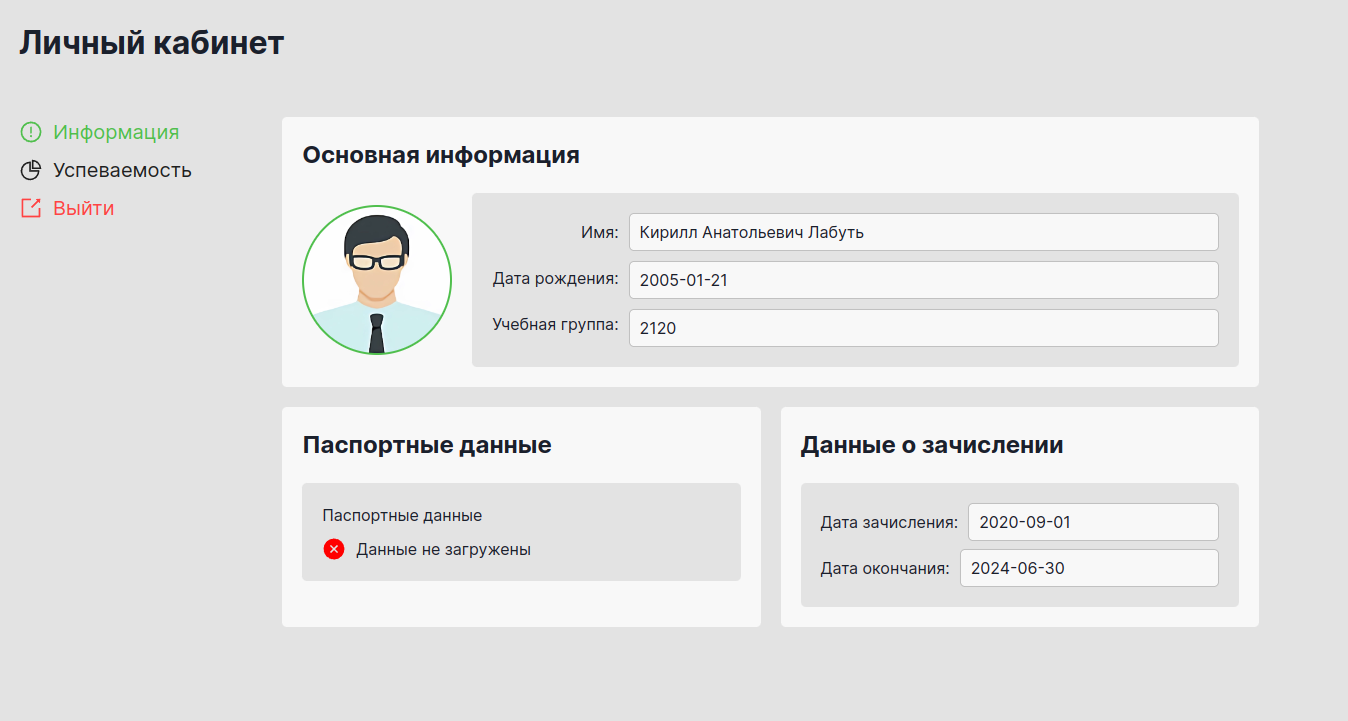 Личный кабинет
Информация
Успеваемость
Выйти
Основная информация
Имя: Кирилл Анатольевич Лабуть
Дата рождения: 2005-01-21
Учебная группа: 2120
Паспортные данные
Паспортные данные
Данные не загружены
Данные о зачислении
Дата зачисления: 2020-09-01
Дата окончания: 2024-06-30